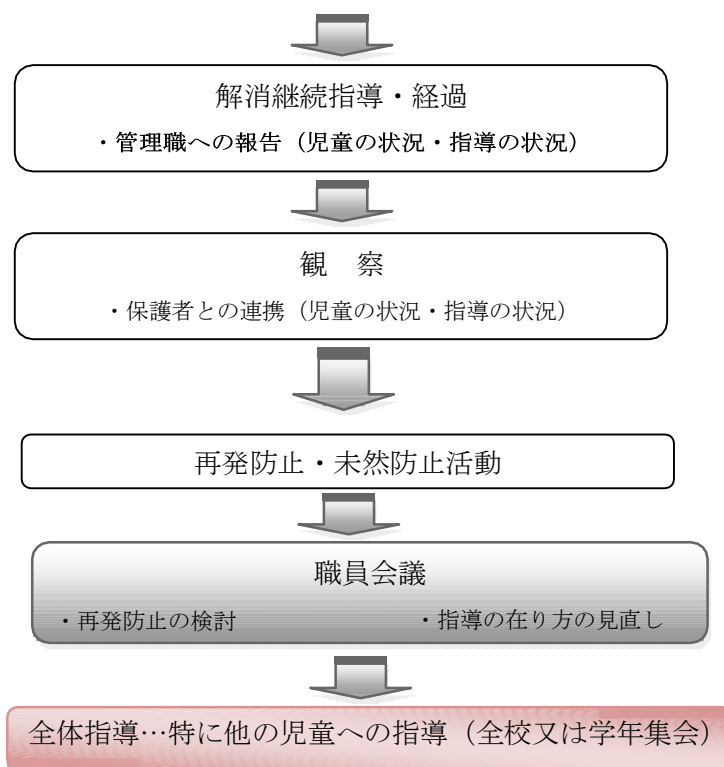 解消継続指導・経過
・管理職への報告（児童の状況・指導の状況）
観　察
・保護者との連携（児童の状況・指導の状況）
再発防止・未然防止活動
職員会議
・再発防止の検討　・指導の在り方の見直し
全体指導…特に他の児童への指導（全校又は学年集会）